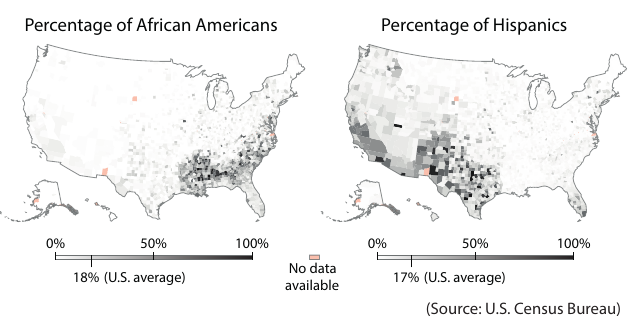 Percentage of African Americans
Percentage of Hispanics
0% 50% 100%
18% (U.S. average)
No data
available
0% 50% 100%
17% (U.S. average)
(Source: U.S. Census Bureau)